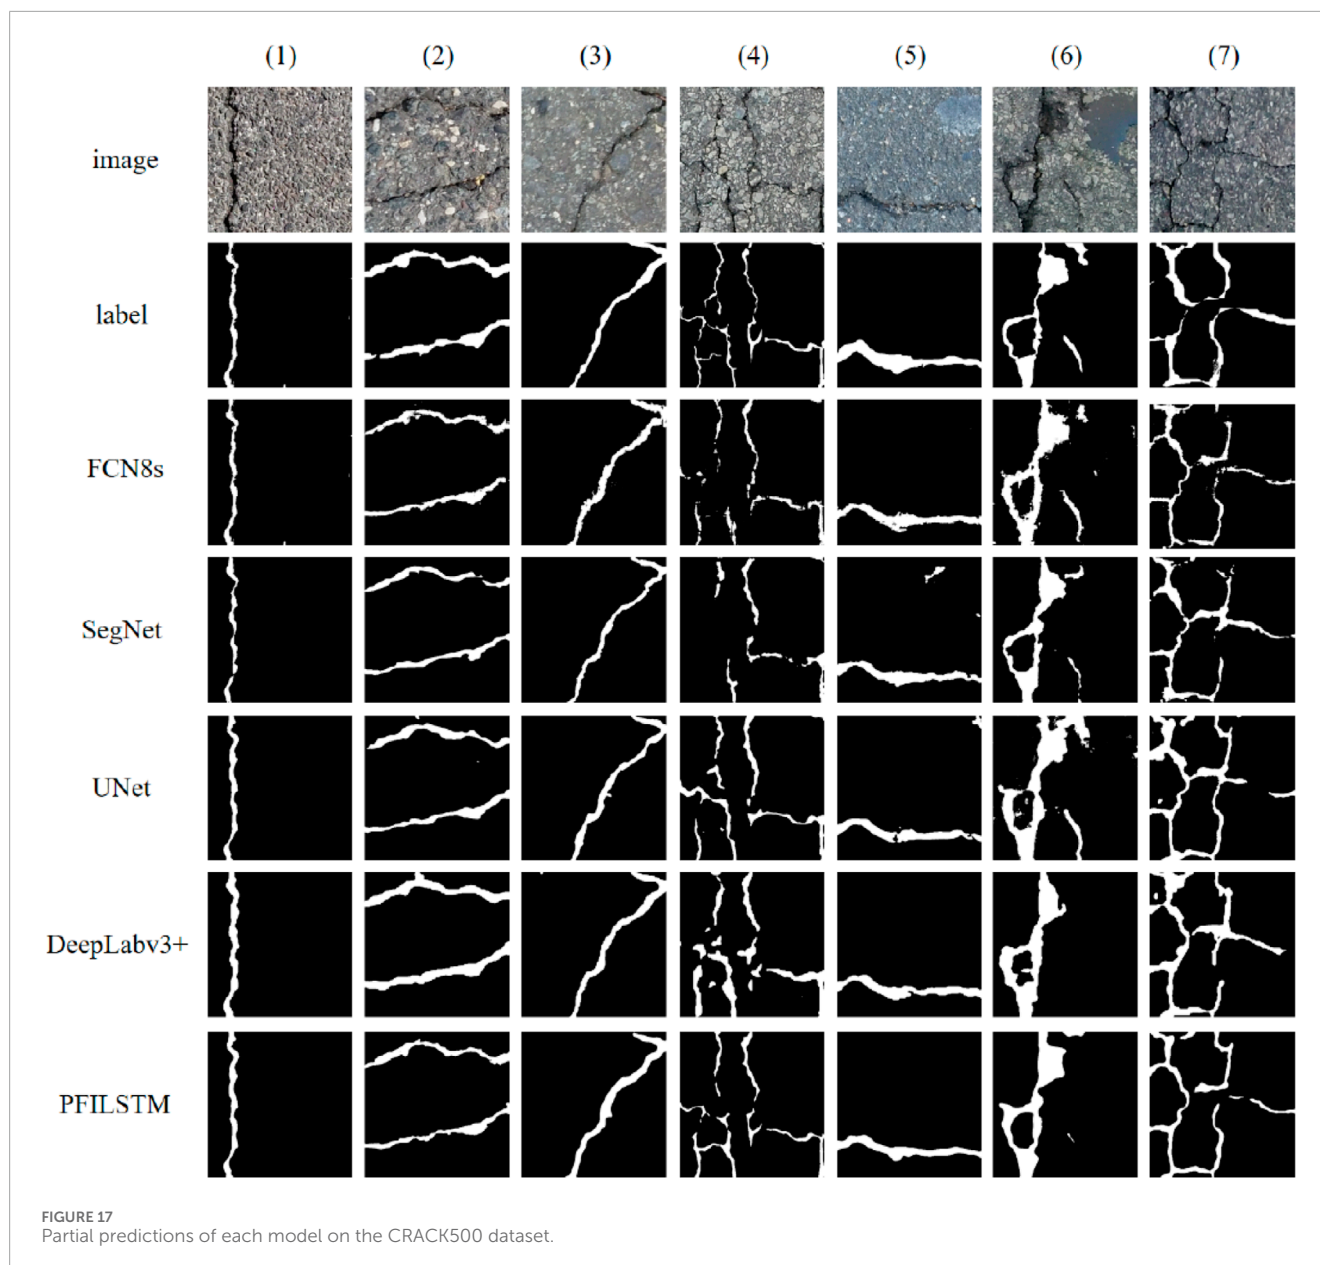 (1) (2) (3) (4) (5) (6) (7)
image
label
FCN8s
SegNet
UNet
DeepLabv3+
PFILSTM
FIGURE 17
Partial predictions of each model on the CRACK500 dataset.